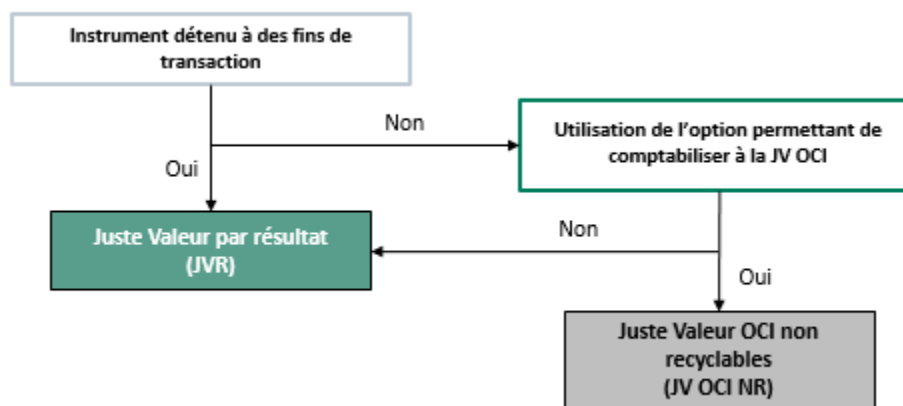 Instrument détenu à des fins de
transaction
Non
Utilisation de l'option permettant de
comptabiliser à la JV OCI
Oui
Juste Valeur par résultat
(JVR)
Non
Oui
Juste Valeur OCI non
recyclables
(JV OCI NR)